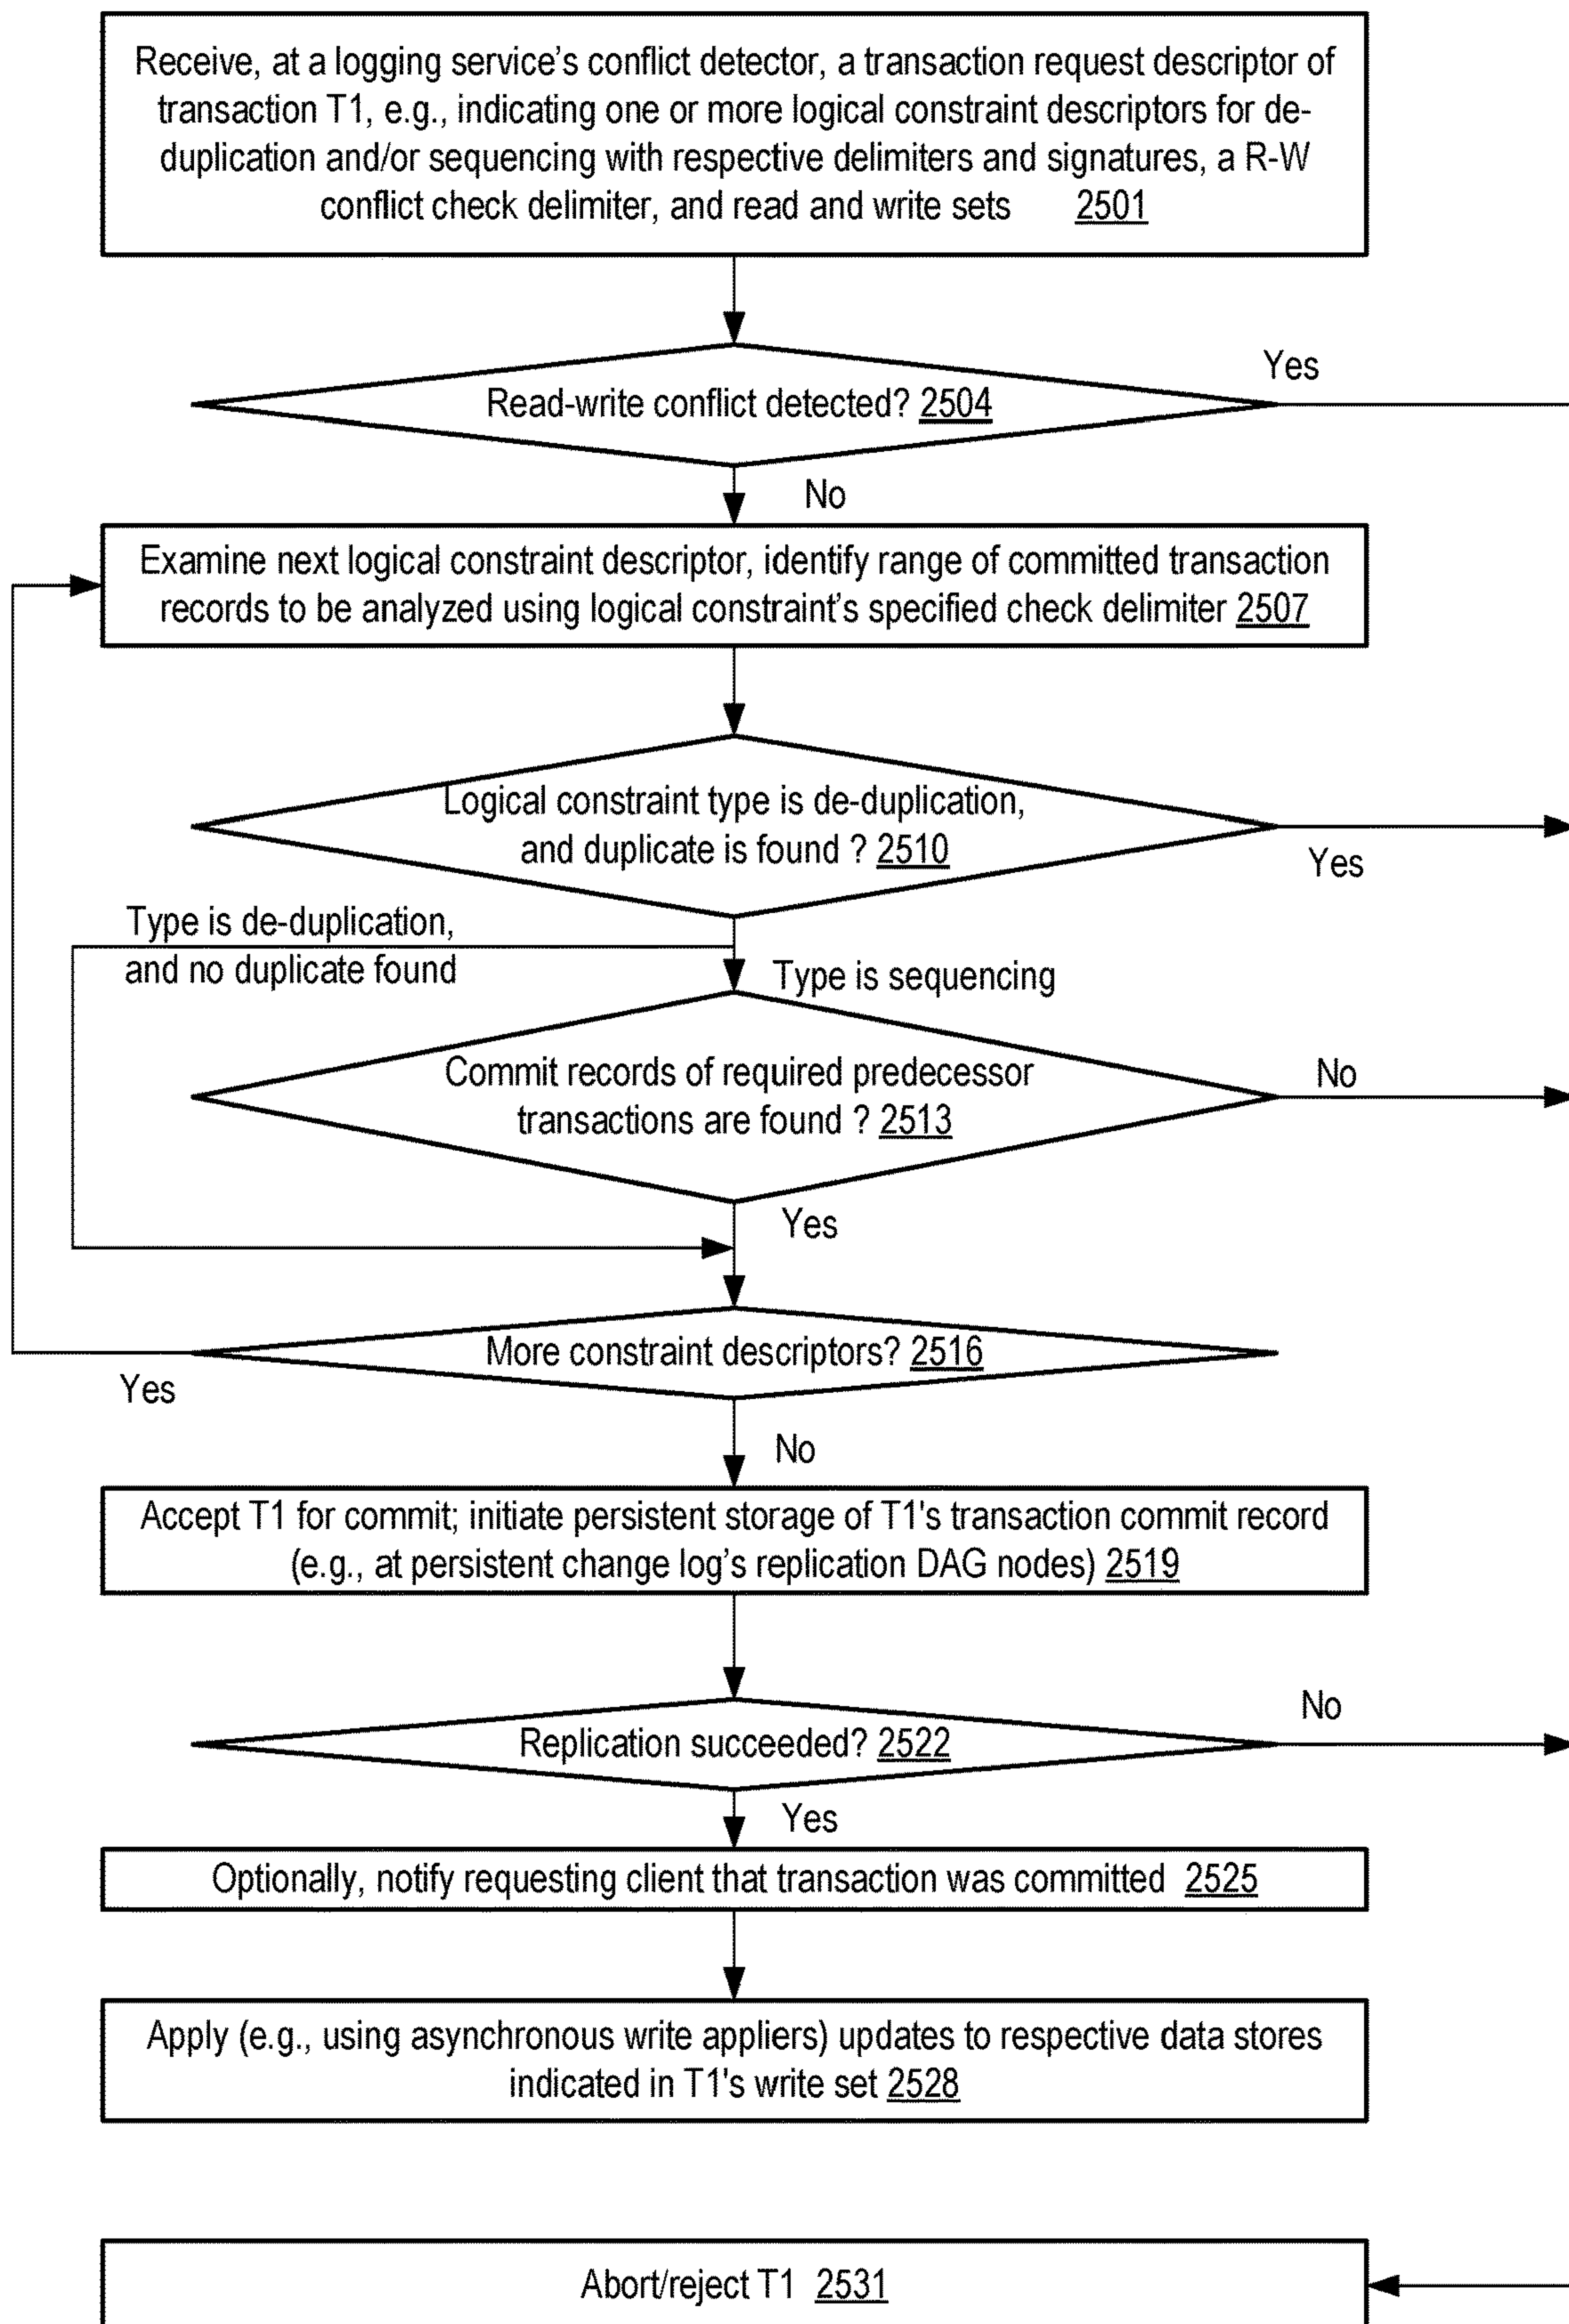 Receive, at a logging service's conflict detector, a transaction request descriptor of
transaction T1, e.g., indicating one or more logical constraint descriptors for de-
duplication and/or sequencing with respective delimiters and signatures, a R-W
conflict check delimiter, and read and write sets 2501
Yes
Read-write conflict detected? 2504
No
Examine next logical constraint descriptor, identify range of committed transaction
records to be analyzed using logical constraint's specified check delimiter 2507
Logical constraint type is de-duplication,
and duplicate is found ? 2510
Yes
Type is de-duplication,
and no duplicate found
Type is sequencing
Commit records of required predecessor
transactions are found ? 2513
No
Yes
More constraint descriptors? 2516
Yes
No
Accept T1 for commit; initiate persistent storage of T1's transaction commit record
(e.g., at persistent change log's replication DAG nodes) 2519
No
Replication succeeded? 2522
Yes
Optionally, notify requesting client that transaction was committed 2525
Apply (e.g., using asynchronous write appliers) updates to respective data stores
indicated in T1's write set 2528
Abort/reject T1 2531